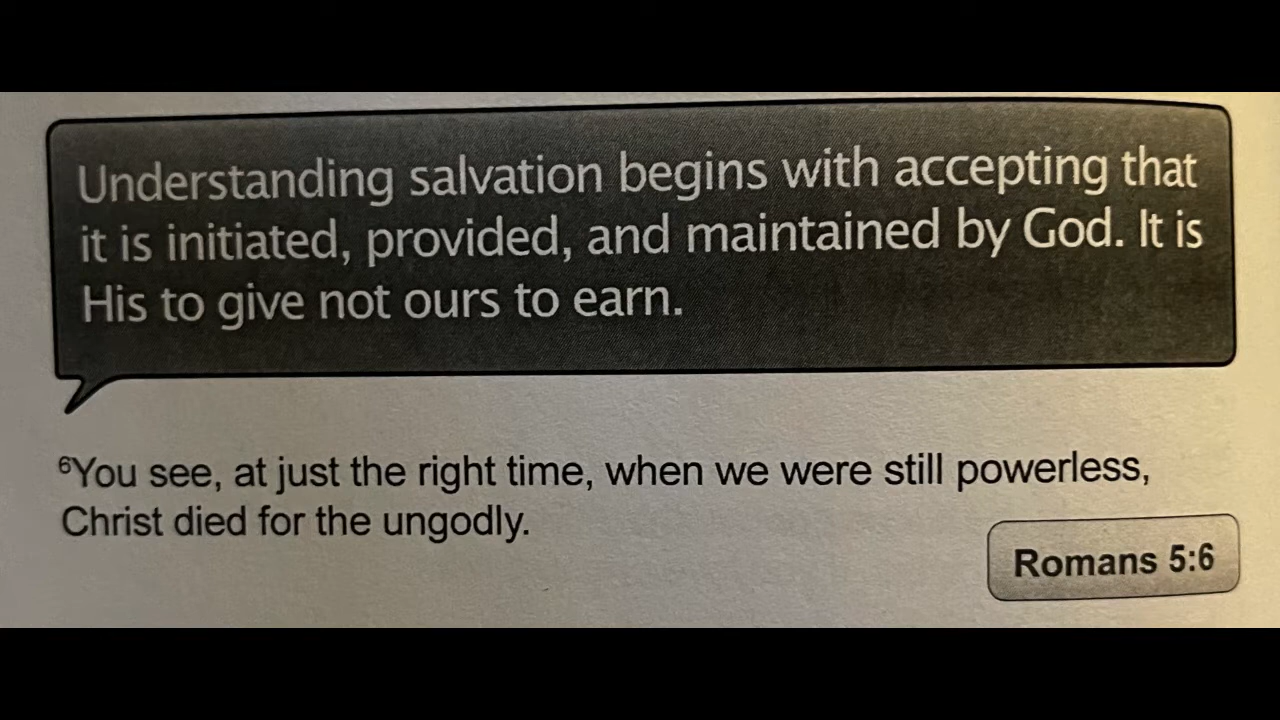 Understanding salvation begins with accepting that
it is initiated, provided, and maintained by God. It is
His to give not ours to earn.
⁶You see, at just the right time, when we were still powerless,
Christ died for the ungodly.
Romans 5:6